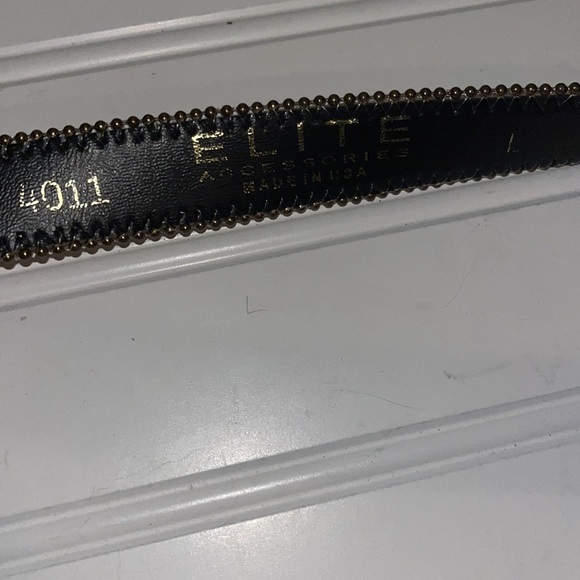 4011
ELITE
ACCESSORIES
MADE IN USA
L